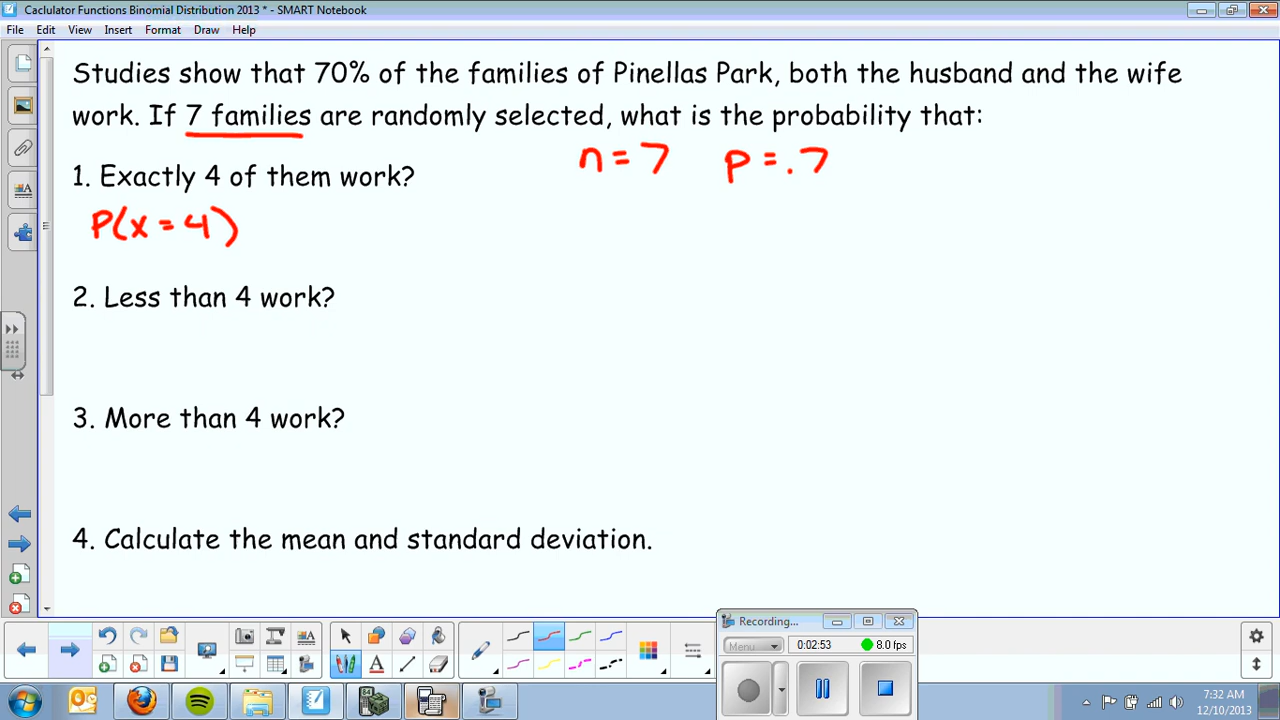 Caclulator Functions Binomial Distribution 2013 * - SMART Notebook
File Edit View Insert Format Draw Help
Studies show that 70% of the families of Pinellas Park, both the husband and the wife
work. If 7 families are randomly selected, what is the probability that:
n = 7 p = .7
1. Exactly 4 of them work?
P(x = 4)
2. Less than 4 work?
3. More than 4 work?
4. Calculate the mean and standard deviation.
Recording...
Menu 0:02:53 8.0 fps
7:32 AM
12/10/2013